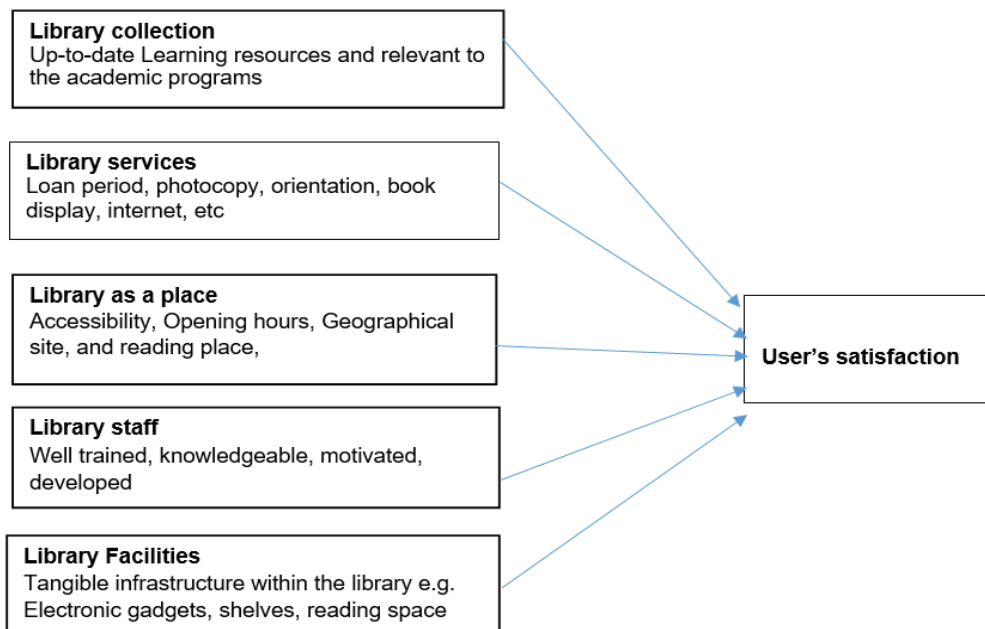 Library collection
Up-to-date Learning resources and relevant to
the academic programs
Library services
Loan period, photocopy, orientation, book
display, internet, etc
Library as a place
Accessibility, Opening hours, Geographical
site, and reading place,
User's satisfaction
Library staff
Well trained, knowledgeable, motivated,
developed
Library Facilities
Tangible infrastructure within the library e.g.
Electronic gadgets, shelves, reading space